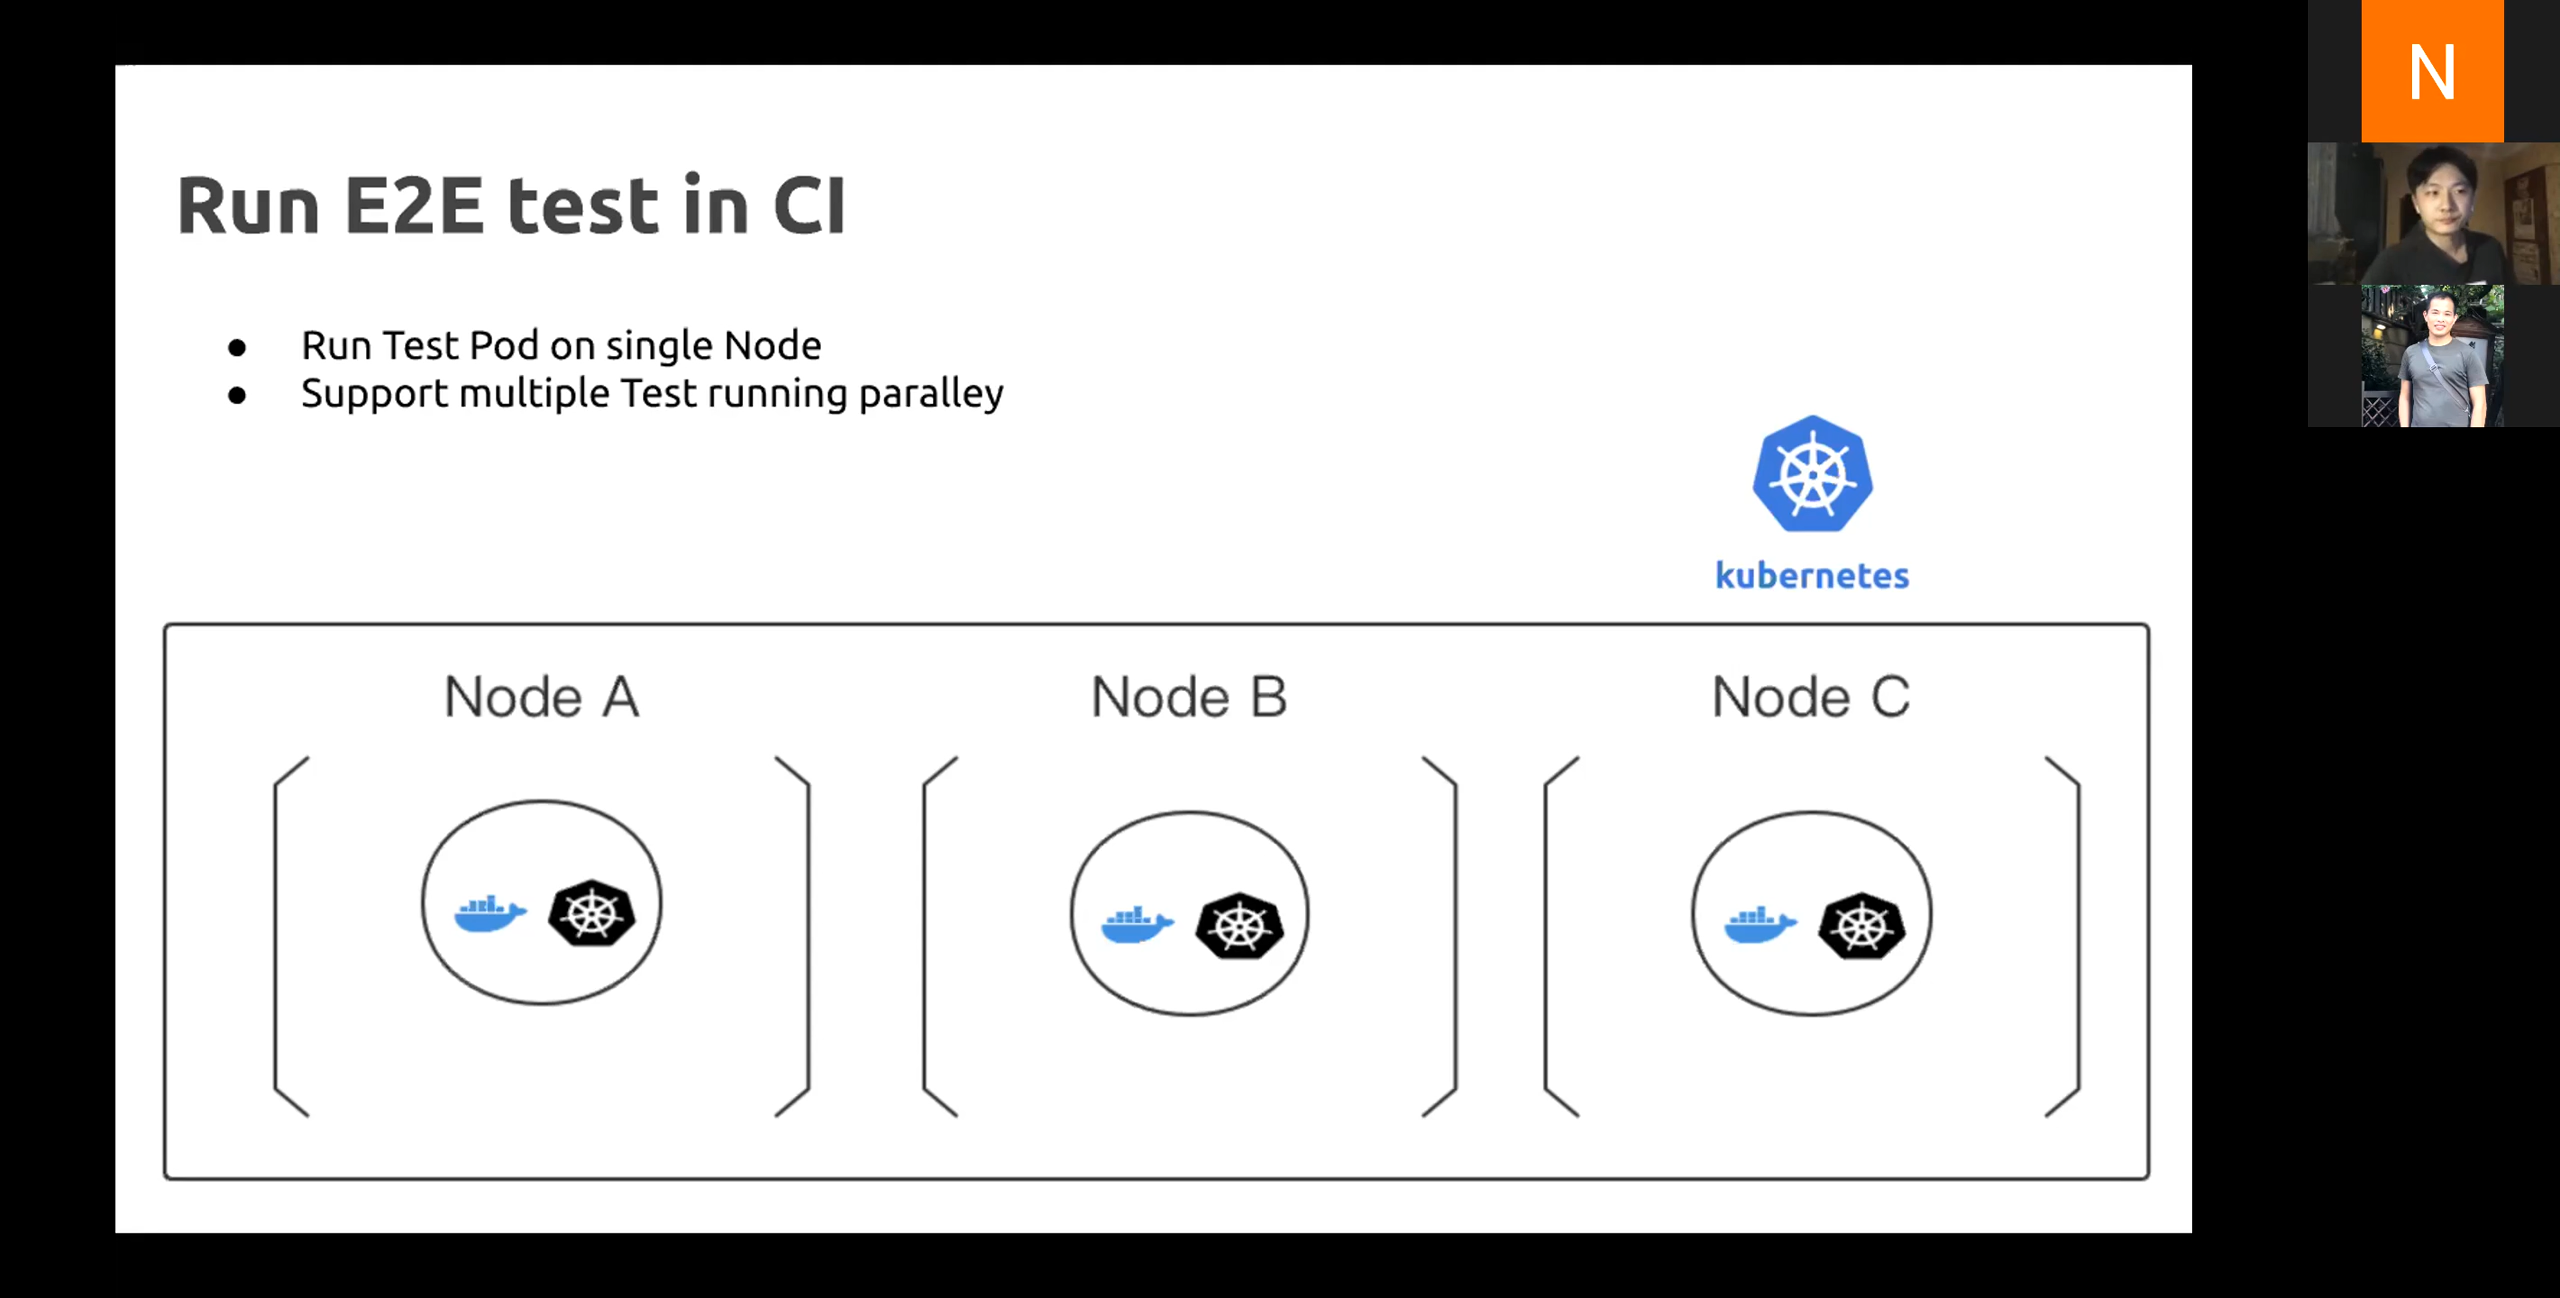 Run E2E test in CI
Run Test Pod on single Node
Support multiple Test running paralley
kubernetes
Node A
Node B
Node C
N